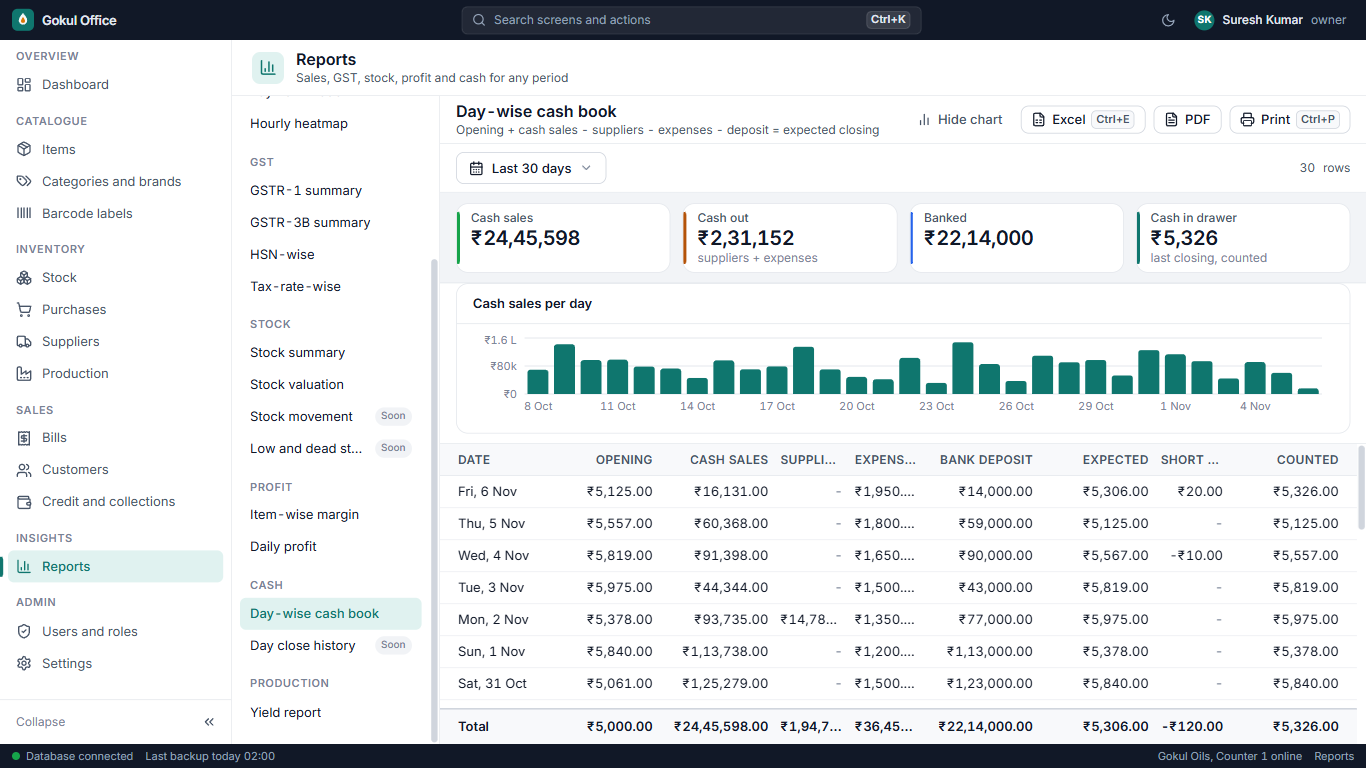 Gokul Office
Search screens and actions
Ctrl+K
SK
Suresh Kumar owner
OVERVIEW
Dashboard
CATALOGUE
Items
Categories and brands
Barcode labels
INVENTORY
Stock
Purchases
Suppliers
Production
SALES
Bills
Customers
Credit and collections
INSIGHTS
Reports
ADMIN
Users and roles
Settings
Collapse
Reports
Sales, GST, stock, profit and cash for any period
Hourly heatmap
GST
GSTR-1 summary
GSTR-3B summary
HSN-wise
Tax-rate-wise
STOCK
Stock summary
Stock valuation
Stock movement Soon
Low and dead st... Soon
PROFIT
Item-wise margin
Daily profit
CASH
Day-wise cash book
Day close history Soon
PRODUCTION
Yield report
Day-wise cash book
Opening + cash sales - suppliers - expenses - deposit = expected closing
Hide chart
Excel Ctrl+E
PDF
Print Ctrl+P
Last 30 days
30 rows
Cash sales
₹24,45,598
Cash out
₹2,31,152
suppliers + expenses
Banked
₹22,14,000
Cash in drawer
₹5,326
last closing, counted
Cash sales per day
₹1.6 L
₹80k
₹0
8 Oct 11 Oct 14 Oct 17 Oct 20 Oct 23 Oct 26 Oct 29 Oct 1 Nov 4 Nov
DATE OPENING CASH SALES SUPPLI... EXPENS... BANK DEPOSIT EXPECTED SHORT ... COUNTED
Fri, 6 Nov ₹5,125.00 ₹16,131.00 - ₹1,950.... ₹14,000.00 ₹5,306.00 ₹20.00 ₹5,326.00
Thu, 5 Nov ₹5,557.00 ₹60,368.00 - ₹1,800.... ₹59,000.00 ₹5,125.00 - ₹5,125.00
Wed, 4 Nov ₹5,819.00 ₹91,398.00 - ₹1,650.... ₹90,000.00 ₹5,567.00 -₹10.00 ₹5,557.00
Tue, 3 Nov ₹5,975.00 ₹44,344.00 - ₹1,500.... ₹43,000.00 ₹5,819.00 - ₹5,819.00
Mon, 2 Nov ₹5,378.00 ₹93,735.00 ₹14,78... ₹1,350.... ₹77,000.00 ₹5,975.00 - ₹5,975.00
Sun, 1 Nov ₹5,840.00 ₹1,13,738.00 - ₹1,200.... ₹1,13,000.00 ₹5,378.00 - ₹5,378.00
Sat, 31 Oct ₹5,061.00 ₹1,25,279.00 - ₹1,500.... ₹1,23,000.00 ₹5,840.00 - ₹5,840.00
Total ₹5,000.00 ₹24,45,598.00 ₹1,94,7... ₹36,45... ₹22,14,000.00 ₹5,306.00 -₹120.00 ₹5,326.00
Database connected Last backup today 02:00
Gokul Oils, Counter 1 online Reports